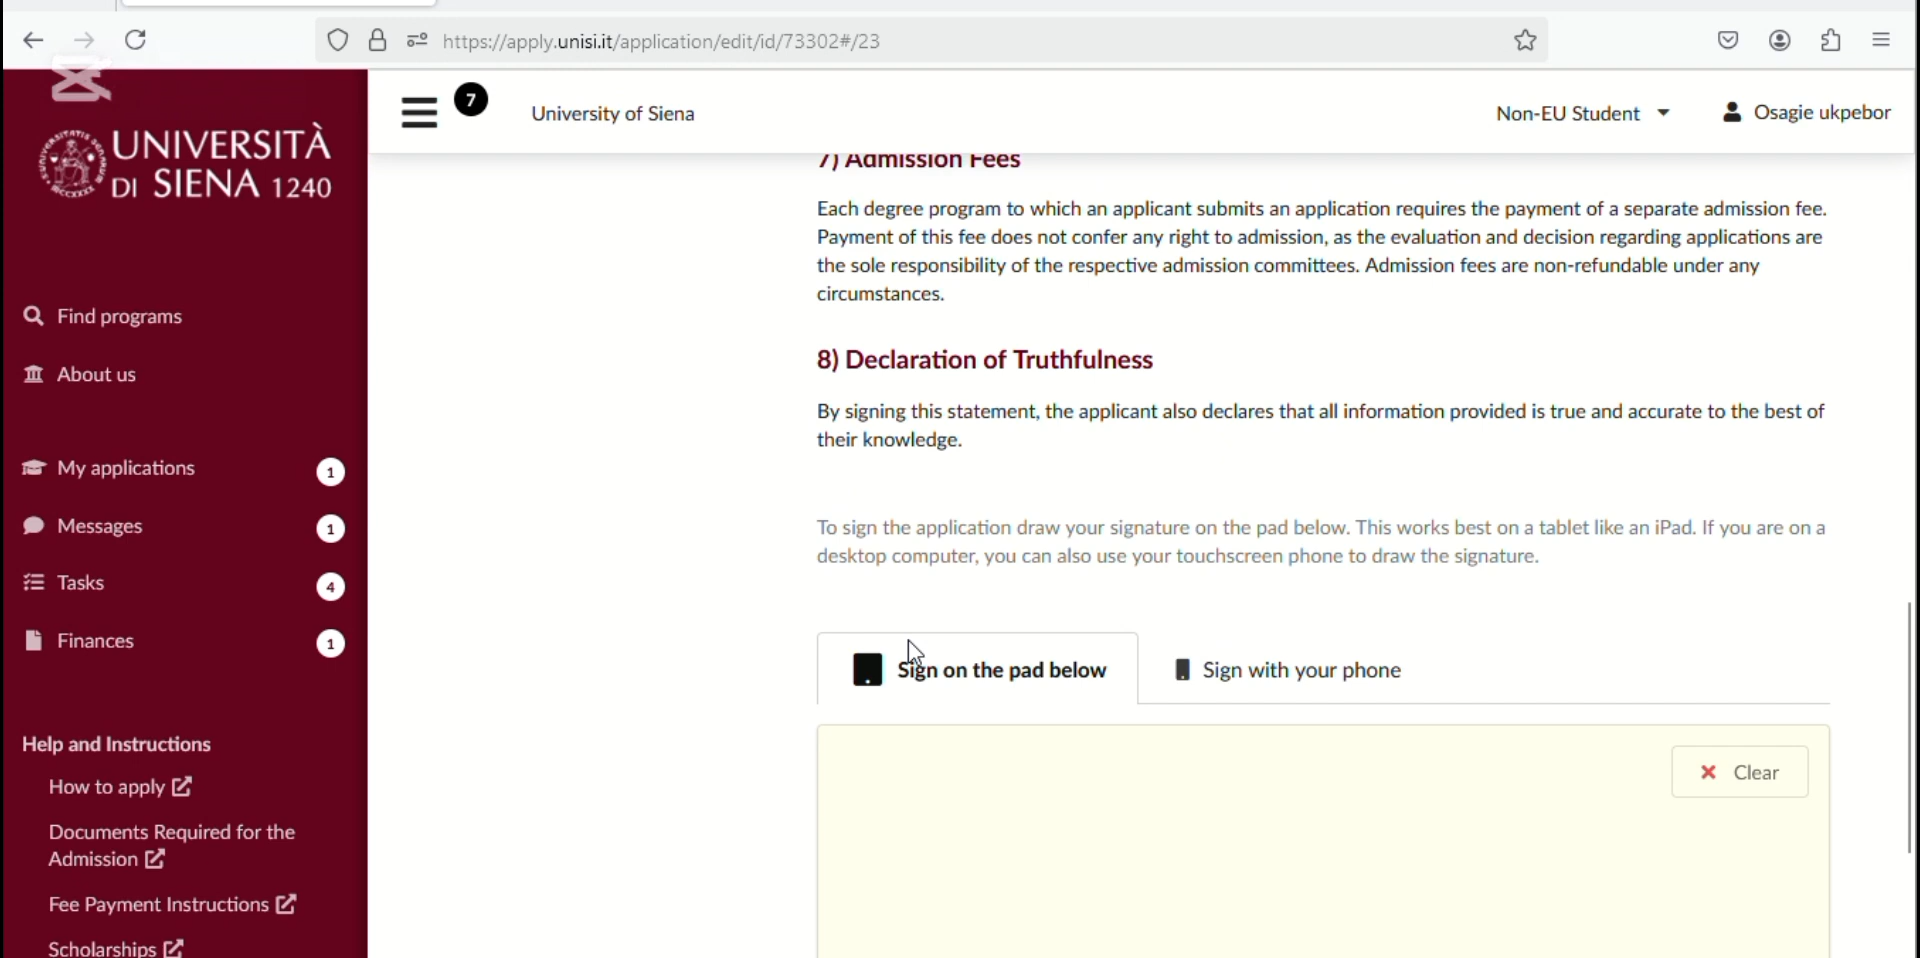 https://apply.unisi.it/application/edit/id/73302#/23
UNIVERSITÀ
DI SIENA 1240
7
University of Siena
Non-EU Student
Osagie ukpebor
Find programs
About us
My applications 1
Messages 1
Tasks 4
Finances 1
Help and Instructions
How to apply
Documents Required for the
Admission
Fee Payment Instructions
Scholarships
7) Admission Fees
Each degree program to which an applicant submits an application requires the payment of a separate admission fee.
Payment of this fee does not confer any right to admission, as the evaluation and decision regarding applications are
the sole responsibility of the respective admission committees. Admission fees are non-refundable under any
circumstances.
8) Declaration of Truthfulness
By signing this statement, the applicant also declares that all information provided is true and accurate to the best of
their knowledge.
To sign the application draw your signature on the pad below. This works best on a tablet like an iPad. If you are on a
desktop computer, you can also use your touchscreen phone to draw the signature.
Sign on the pad below
Sign with your phone
Clear